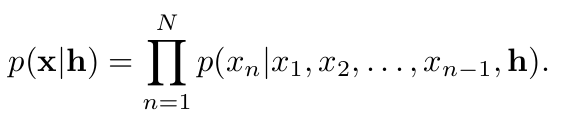 p(𝐱|𝐡) = ∏_{n=1}^{N} p(x_n|x_1, x_2, . . . , x_{n−1}, 𝐡).